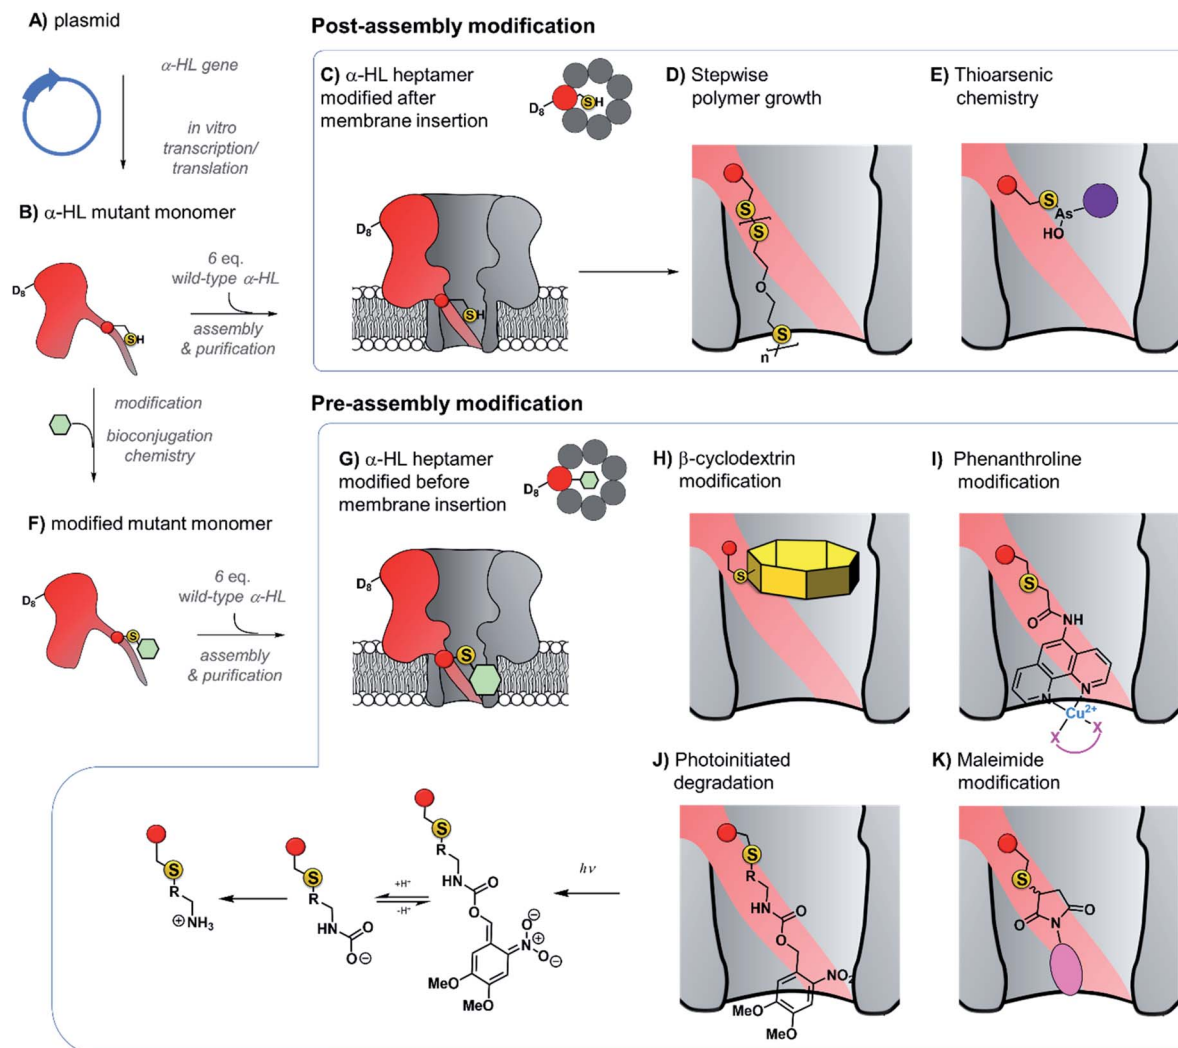 A) plasmid
α-HL gene
in vitro
transcription/
translation
B) α-HL mutant monomer
D8
SH
6 eq.
wild-type α-HL
assembly
& purification
modification
bioconjugation
chemistry
F) modified mutant monomer
D8
S
6 eq.
wild-type α-HL
assembly
& purification
Post-assembly modification
C) α-HL heptamer
modified after
membrane insertion
D8
SH
D8
SH
D) Stepwise
polymer growth
S
S
O
S
n
E) Thioarsenic
chemistry
S
As
HO
Pre-assembly modification
G) α-HL heptamer
modified before
membrane insertion
D8
D8
S
H) β-cyclodextrin
modification
S
I) Phenanthroline
modification
S
O
NH
N
N
Cu2+
X
X
J) Photoinitiated
degradation
S
R
NH
O
O
NO2
MeO
MeO
K) Maleimide
modification
S
O
N
O
hν
S
R
NH
O
O
O ⊖
N ⊕
O ⊖
MeO
MeO
+H+
-H+
S
R
NH
O
O ⊖
S
R
NH3
⊕